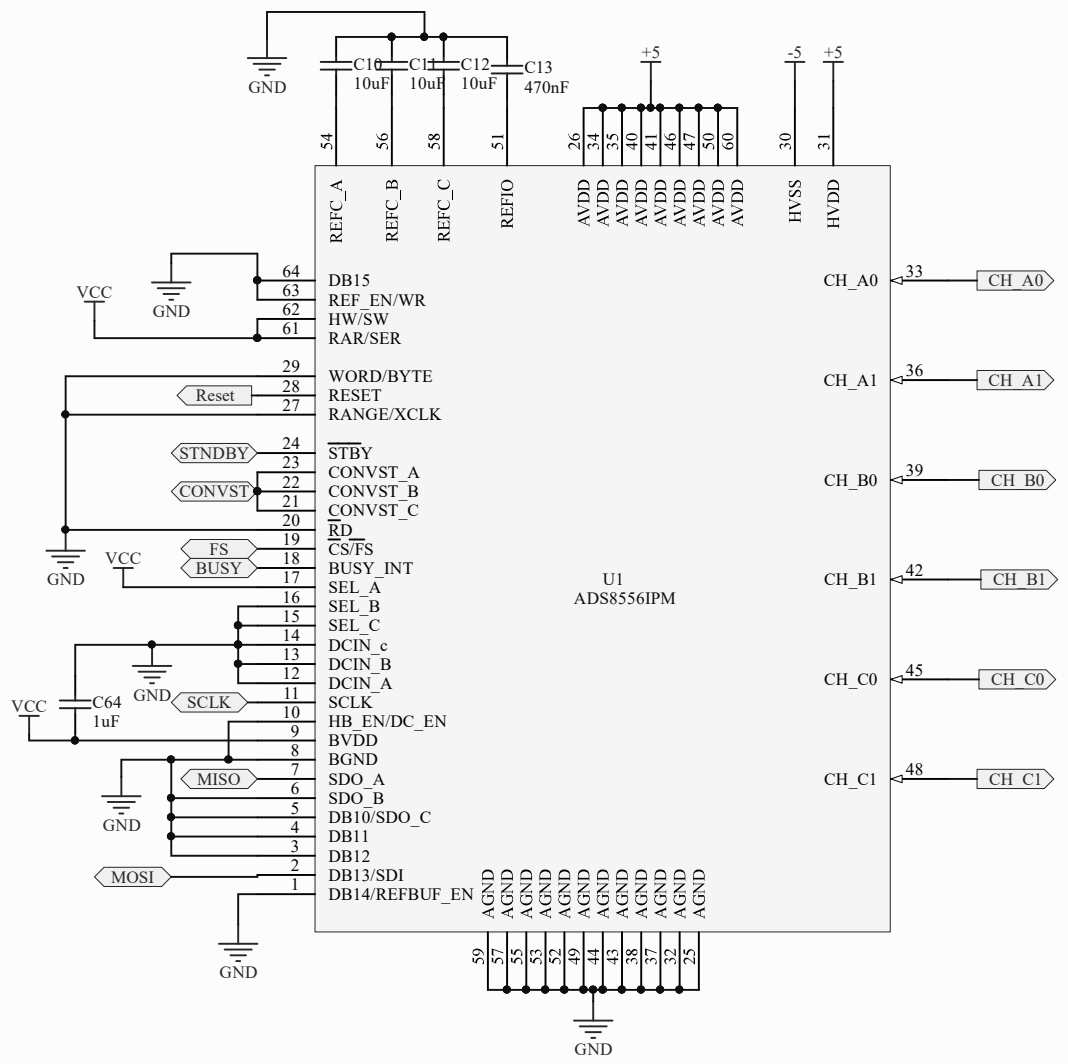 +5
-5
+5
GND
C10
10uF
C11
10uF
C12
10uF
C13
470nF
54
56
58
51
26
34
35
40
41
46
47
50
60
30
31
REFC_A
REFC_B
REFC_C
REFIO
AVDD
AVDD
AVDD
AVDD
AVDD
AVDD
AVDD
AVDD
AVDD
HVSS
HVDD
GND
VCC
64 DB15
63 REF_EN/WR
62 HW/SW
61 RAR/SER
29 WORD/BYTE
Reset 28 RESET
27 RANGE/XCLK
STNDBY 24 STBY
23 CONVST_A
CONVST 22 CONVST_B
21 CONVST_C
20 RD
GND
FS 19 CS/FS
BUSY 18 BUSY_INT
VCC
17 SEL_A
16 SEL_B
15 SEL_C
14 DCIN_c
13 DCIN_B
12 DCIN_A
GND
SCLK 11 SCLK
C64
1uF
VCC
10 HB_EN/DC_EN
9 BVDD
8 BGND
MISO 7 SDO_A
6 SDO_B
5 DB10/SDO_C
4 DB11
3 DB12
GND
MOSI 2 DB13/SDI
1 DB14/REFBUF_EN
GND
U1
ADS8556IPM
CH_A0 33 CH_A0
CH_A1 36 CH_A1
CH_B0 39 CH_B0
CH_B1 42 CH_B1
CH_C0 45 CH_C0
CH_C1 48 CH_C1
AGND
AGND
AGND
AGND
AGND
AGND
AGND
AGND
AGND
AGND
AGND
AGND
59
57
55
53
52
49
44
43
38
37
32
25
GND